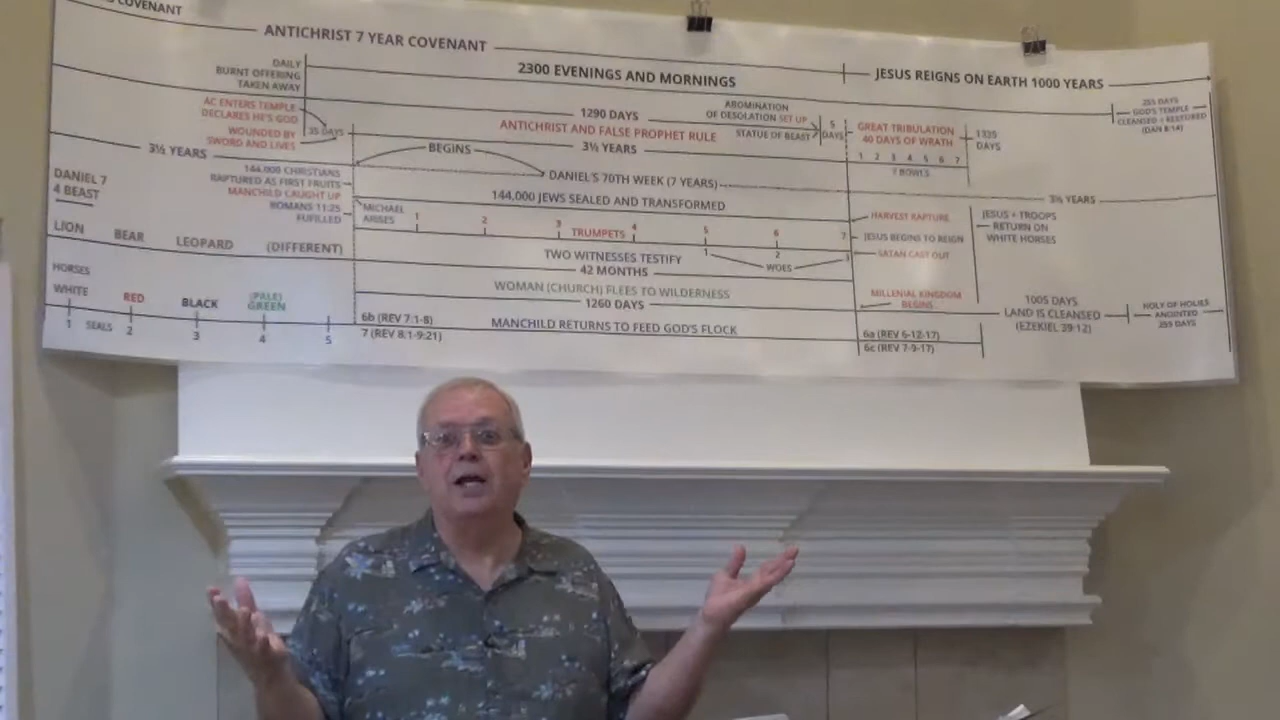 COVENANT
ANTICHRIST 7 YEAR COVENANT
DAILY
BURNT OFFERING
TAKEN AWAY
2300 EVENINGS AND MORNINGS
JESUS REIGNS ON EARTH 1000 YEARS
AC ENTERS TEMPLE
DECLARES HE'S GOD
WOUNDED BY
SWORD AND LIVES
35 DAYS
1290 DAYS
ANTICHRIST AND FALSE PROPHET RULE
3½ YEARS
ABOMINATION
OF DESOLATION SET UP
STATUE OF BEAST
5
DAYS
GREAT TRIBULATION
40 DAYS OF WRATH
1 2 3 4 5 6 7
7 BOWLS
1335
DAYS
GOD'S TEMPLE
CLEANSED + RESTORED
(DAN 8:14)
3½ YEARS
BEGINS
DANIEL'S 70TH WEEK (7 YEARS)
3½ YEARS
DANIEL 7
4 BEAST
144,000 CHRISTIANS
RAPTURED AS FIRST FRUITS
MANCHILD CAUGHT UP
ROMANS 11:25
FUFILLED
MICHAEL
ARISES
144,000 JEWS SEALED AND TRANSFORMED
1 2 3 TRUMPETS 4 5 6 7
HARVEST RAPTURE
JESUS BEGINS TO REIGN
SATAN CAST OUT
JESUS + TROOPS
RETURN ON
WHITE HORSES
LION BEAR LEOPARD (DIFFERENT)
TWO WITNESSES TESTIFY
1 2 3
WOES
42 MONTHS
HORSES
WHITE RED BLACK (PALE)
GREEN
1 SEALS 2 3 4 5
WOMAN (CHURCH) FLEES TO WILDERNESS
1260 DAYS
MILLENIAL KINGDOM
BEGINS
1005 DAYS
LAND IS CLEANSED
(EZEKIEL 39:12)
HOLY OF HOLIES
ANOINTED
6b (REV 7:1-8)
7 (REV 8:1-9:21)
MANCHILD RETURNS TO FEED GOD'S FLOCK
6a (REV 6-12-17)
6c (REV 7-9-17)